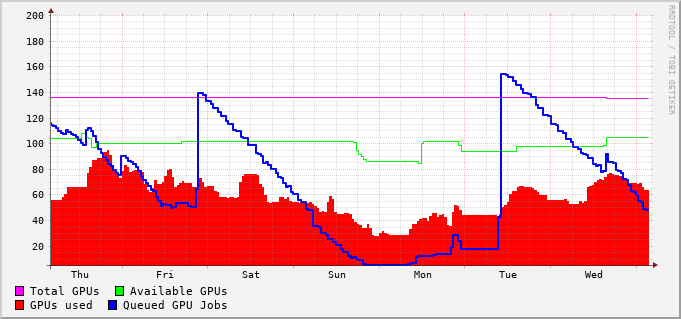 200
180
160
140
120
100
80
60
40
20
Thu Fri Sat Sun Mon Tue Wed
Total GPUs Available GPUs
GPUs used Queued GPU Jobs
RRDTOOL / TOBI OETIKER